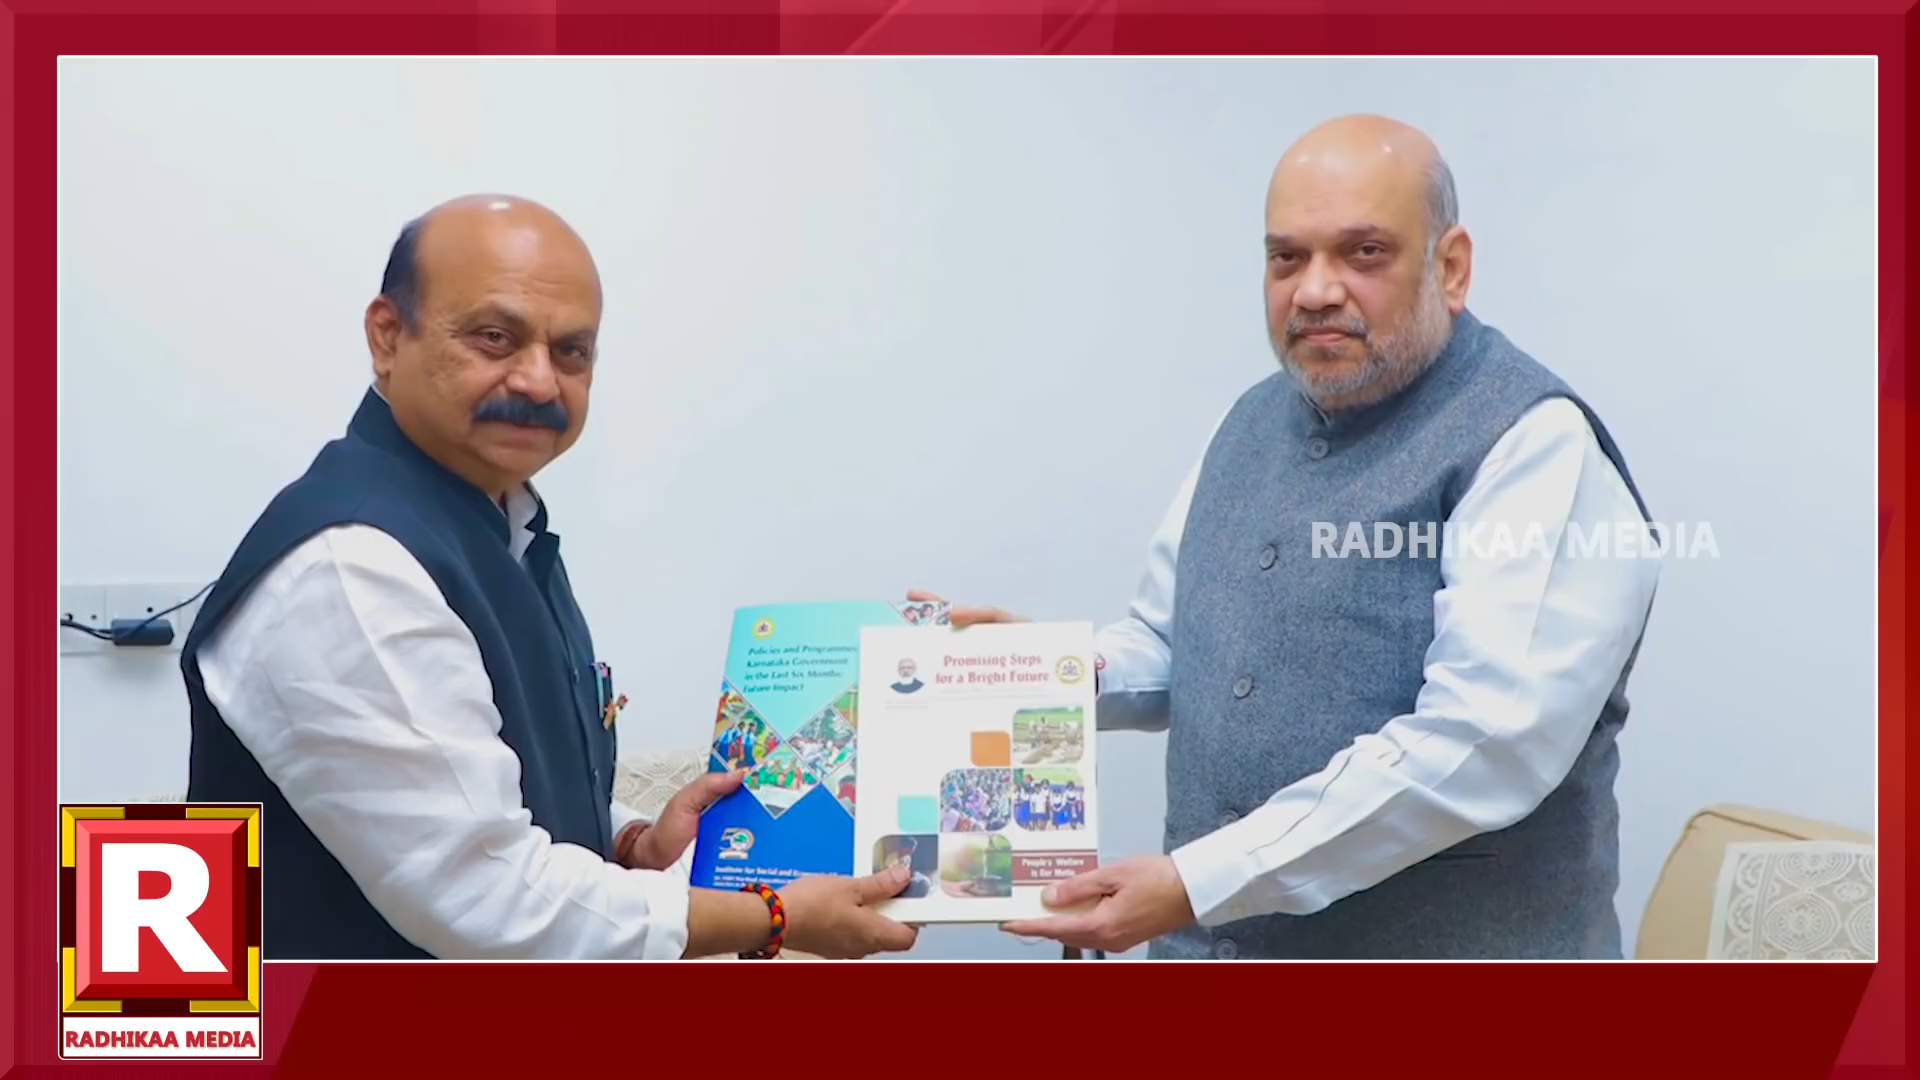 RADHIKAA MEDIA
Policies and Programmes
Karnataka Government
in the Last Six Months:
Future Impact
Promising Steps
for a Bright Future
50
Institute for Social and Economic
People's Welfare
is Our Motto
R
RADHIKAA MEDIA